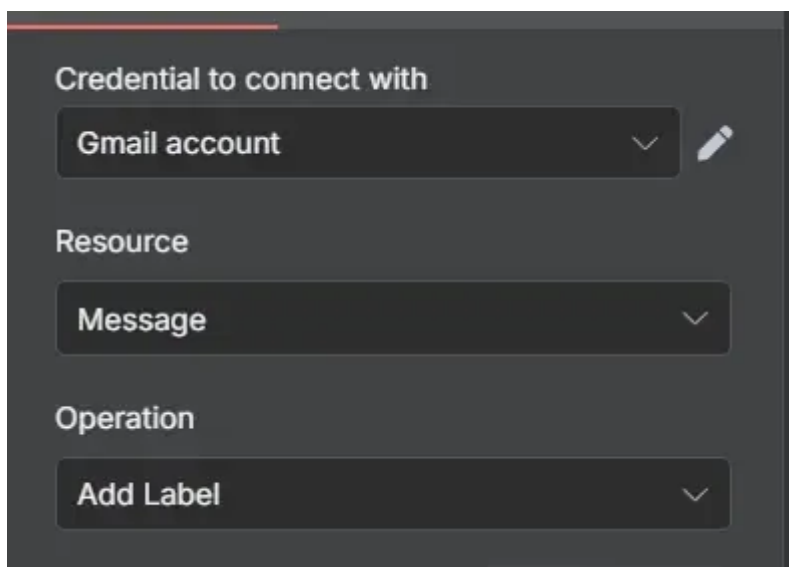 Credential to connect with
Gmail account
Resource
Message
Operation
Add Label